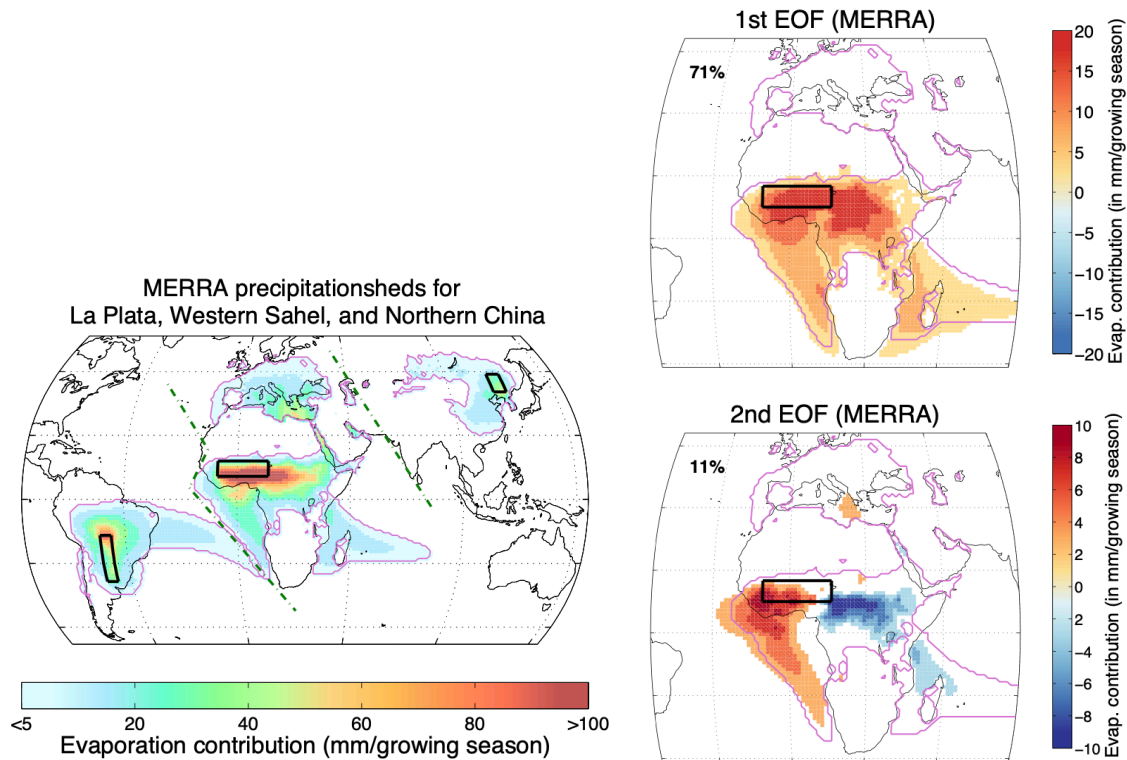 MERRA precipitationsheds for
La Plata, Western Sahel, and Northern China
<5 20 40 60 80 >100
Evaporation contribution (mm/growing season)
1st EOF (MERRA)
71%
20
15
10
5
0
−5
−10
−15
−20
Evap. contribution (in mm/growing season)
2nd EOF (MERRA)
11%
10
8
6
4
2
0
−2
−4
−6
−8
−10
Evap. contribution (in mm/growing season)